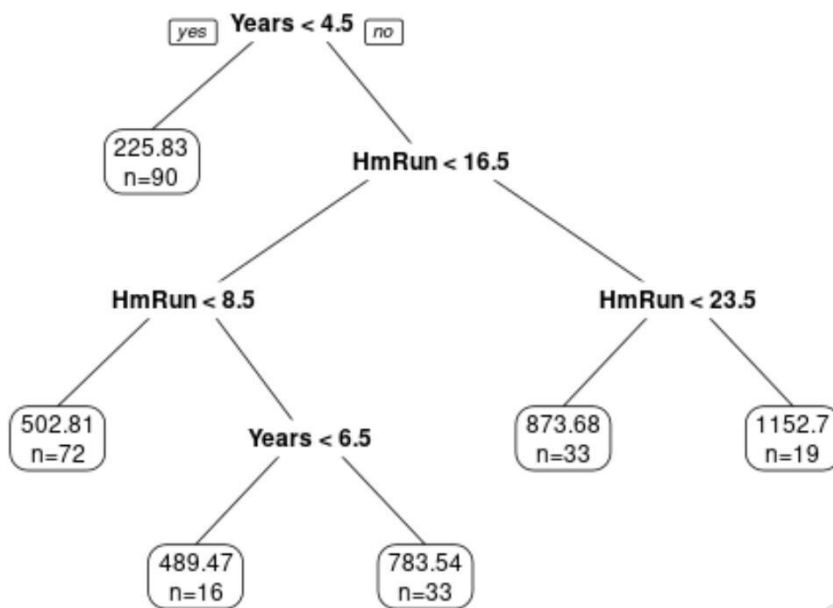 yes Years < 4.5 no
225.83
n=90
HmRun < 16.5
HmRun < 8.5 HmRun < 23.5
502.81 873.68 1152.7
n=72 n=33 n=19
Years < 6.5
489.47 783.54
n=16 n=33